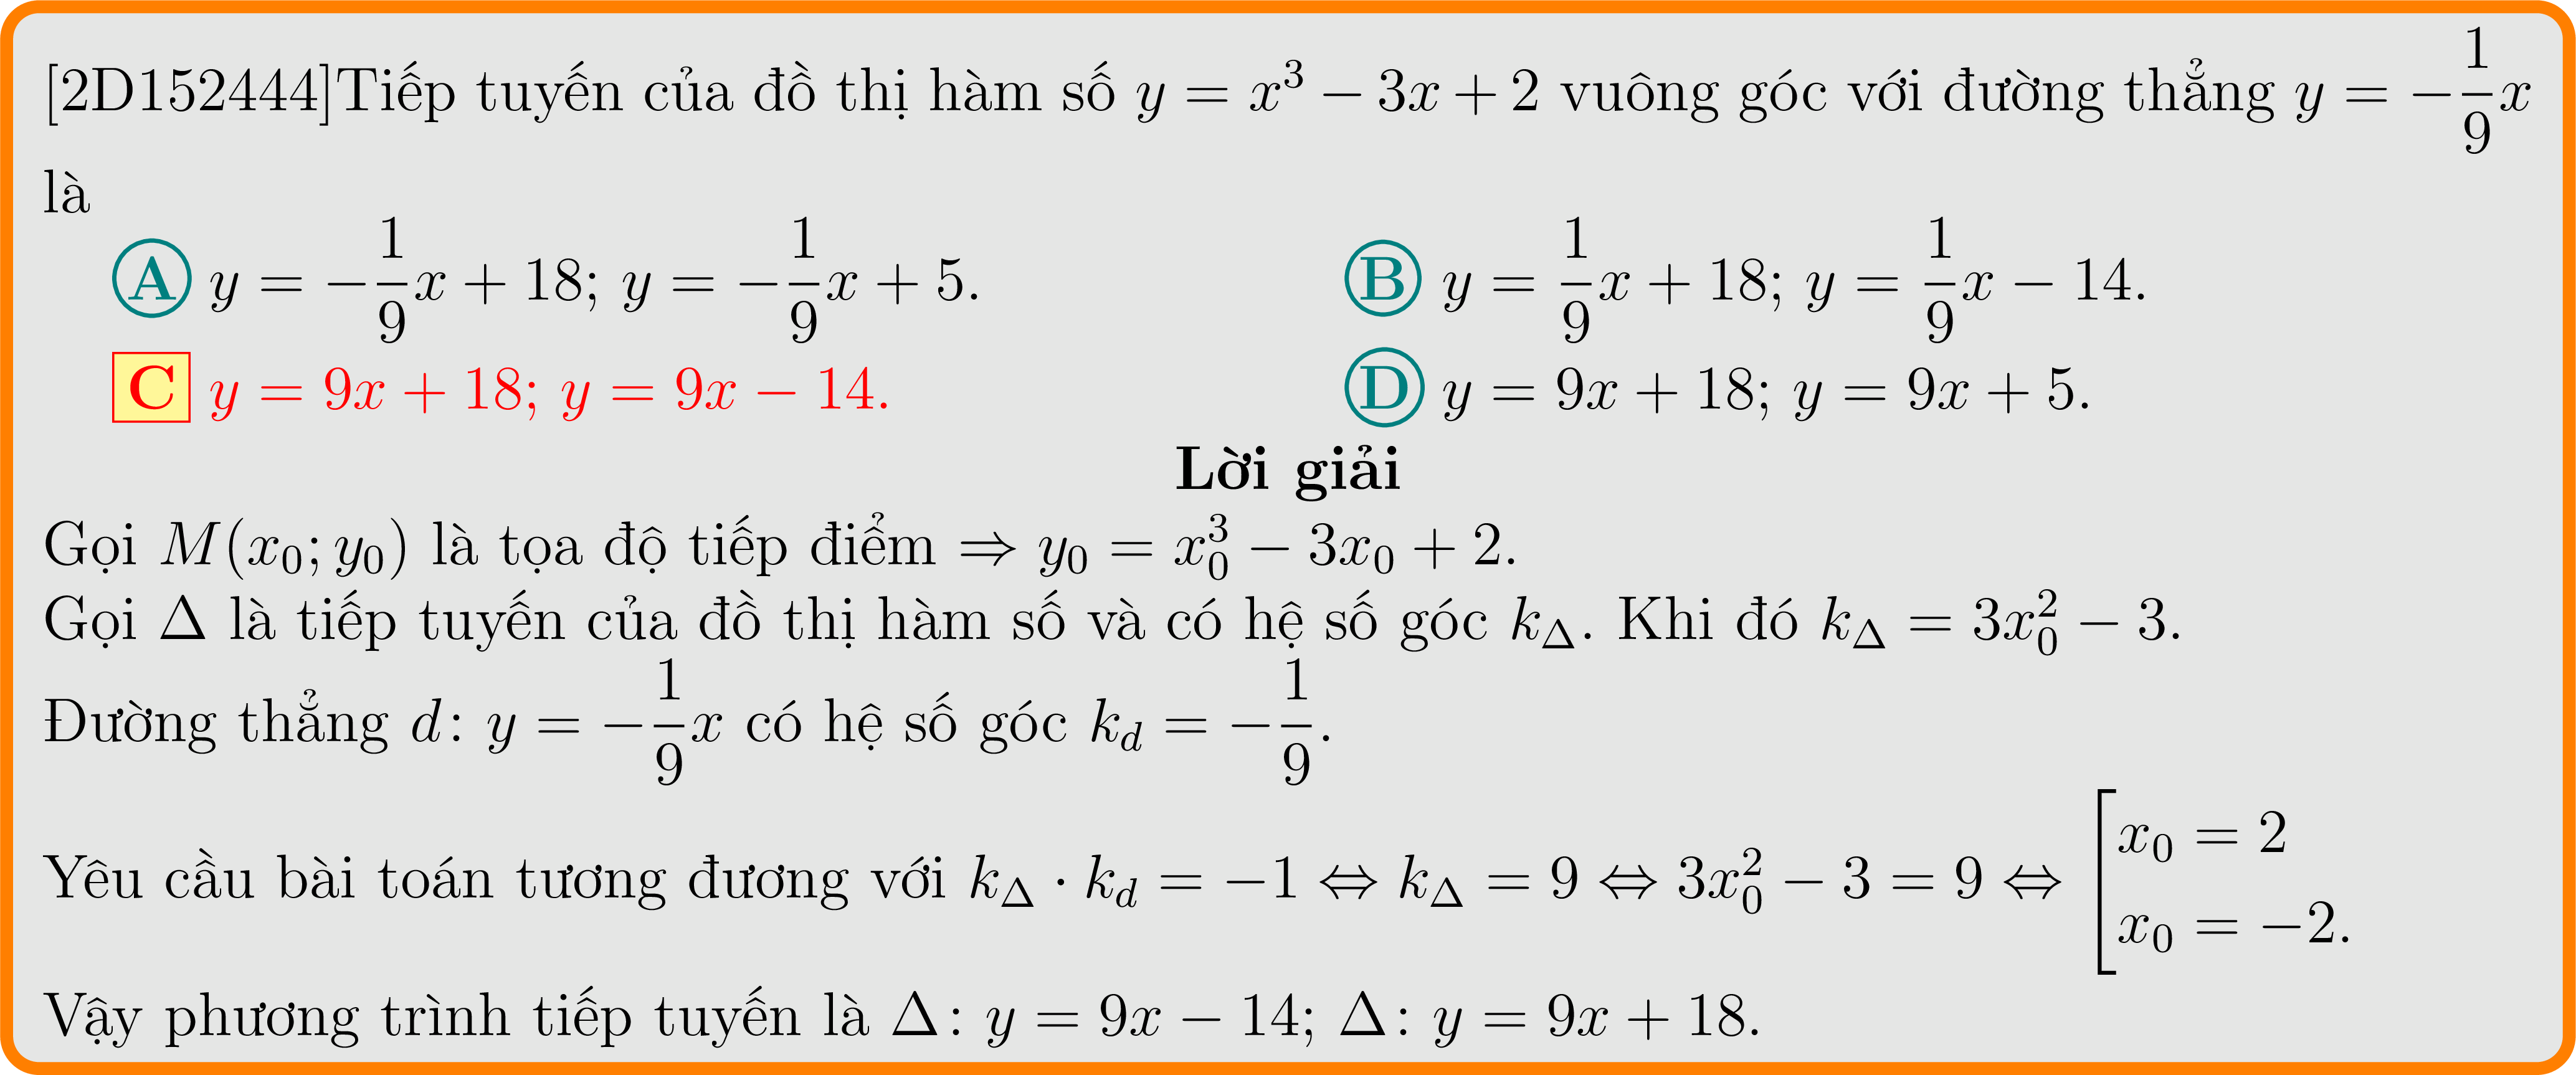 [2D152444]Tiếp tuyến của đồ thị hàm số $y = x^3 - 3x + 2$ vuông góc với đường thẳng $y = -\dfrac{1}{9}x$
là
A $y = -\dfrac{1}{9}x + 18$; $y = -\dfrac{1}{9}x + 5$. B $y = \dfrac{1}{9}x + 18$; $y = \dfrac{1}{9}x - 14$.
C $y = 9x + 18$; $y = 9x - 14$. D $y = 9x + 18$; $y = 9x + 5$.
Lời giải
Gọi $M(x_0; y_0)$ là tọa độ tiếp điểm $\Rightarrow y_0 = x_0^3 - 3x_0 + 2$.
Gọi $\Delta$ là tiếp tuyến của đồ thị hàm số và có hệ số góc $k_\Delta$. Khi đó $k_\Delta = 3x_0^2 - 3$.
Đường thẳng $d: y = -\dfrac{1}{9}x$ có hệ số góc $k_d = -\dfrac{1}{9}$.
Yêu cầu bài toán tương đương với $k_\Delta \cdot k_d = -1 \Leftrightarrow k_\Delta = 9 \Leftrightarrow 3x_0^2 - 3 = 9 \Leftrightarrow \left[\begin{array}{l} x_0 = 2 \\ x_0 = -2. \end{array}\right.$
Vậy phương trình tiếp tuyến là $\Delta: y = 9x - 14$; $\Delta: y = 9x + 18$.